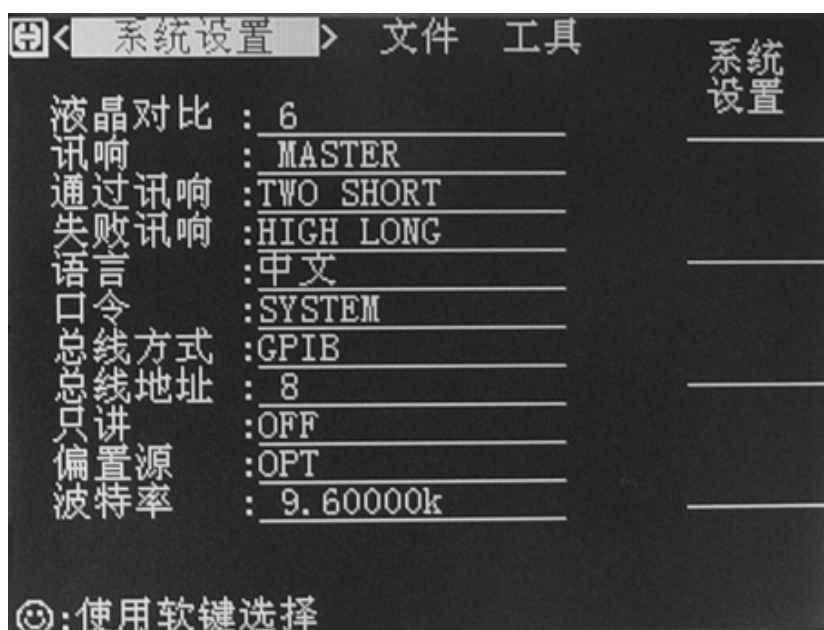 < 系统设置 > 文件 工具
系统
设置
液晶对比 : 6
讯响 : MASTER
通过讯响 :TWO SHORT
失败讯响 :HIGH LONG
语言 :中文
口令 :SYSTEM
总线方式 :GPIB
总线地址 : 8
只讲 :OFF
偏置源 :OPT
波特率 : 9.60000k
:使用软键选择